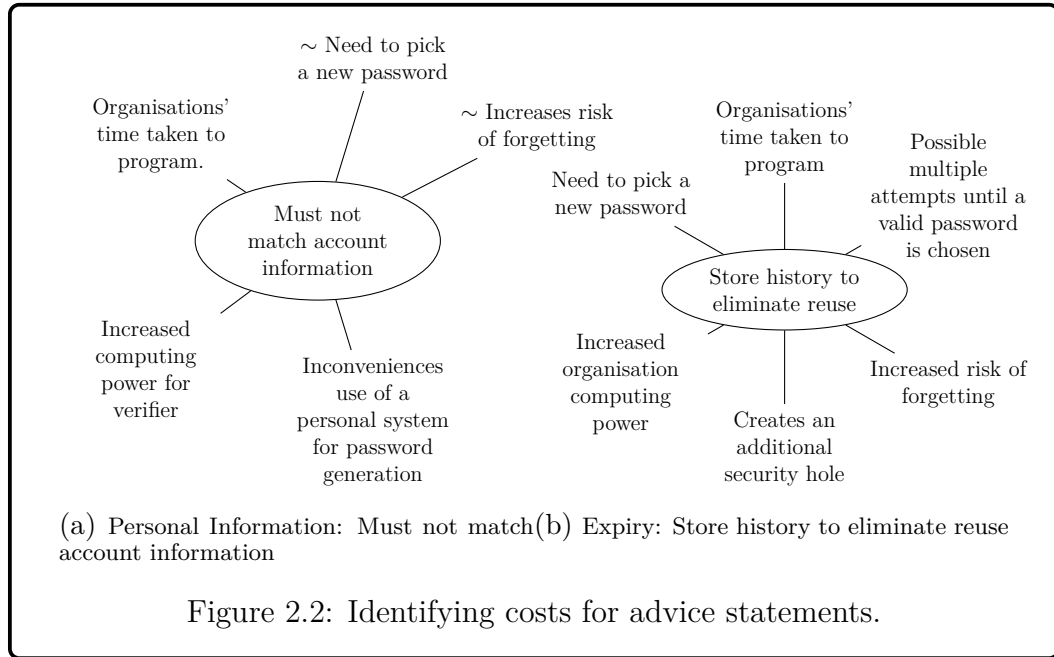 ∼ Need to pick
a new password
Organisations'
time taken to
program.
∼ Increases risk
of forgetting
Must not
match account
information
Increased
computing
power for
verifier
Inconveniences
use of a
personal system
for password
generation
Organisations'
time taken to
program
Need to pick a
new password
Possible
multiple
attempts until a
valid password
is chosen
Store history to
eliminate reuse
Increased
organisation
computing
power
Creates an
additional
security hole
Increased risk of
forgetting
(a) Personal Information: Must not match
account information
(b) Expiry: Store history to eliminate reuse
Figure 2.2: Identifying costs for advice statements.